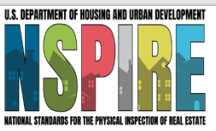 U.S. DEPARTMENT OF HOUSING AND URBAN DEVELOPMENT
NSPIRE
NATIONAL STANDARDS FOR THE PHYSICAL INSPECTION OF REAL ESTATE